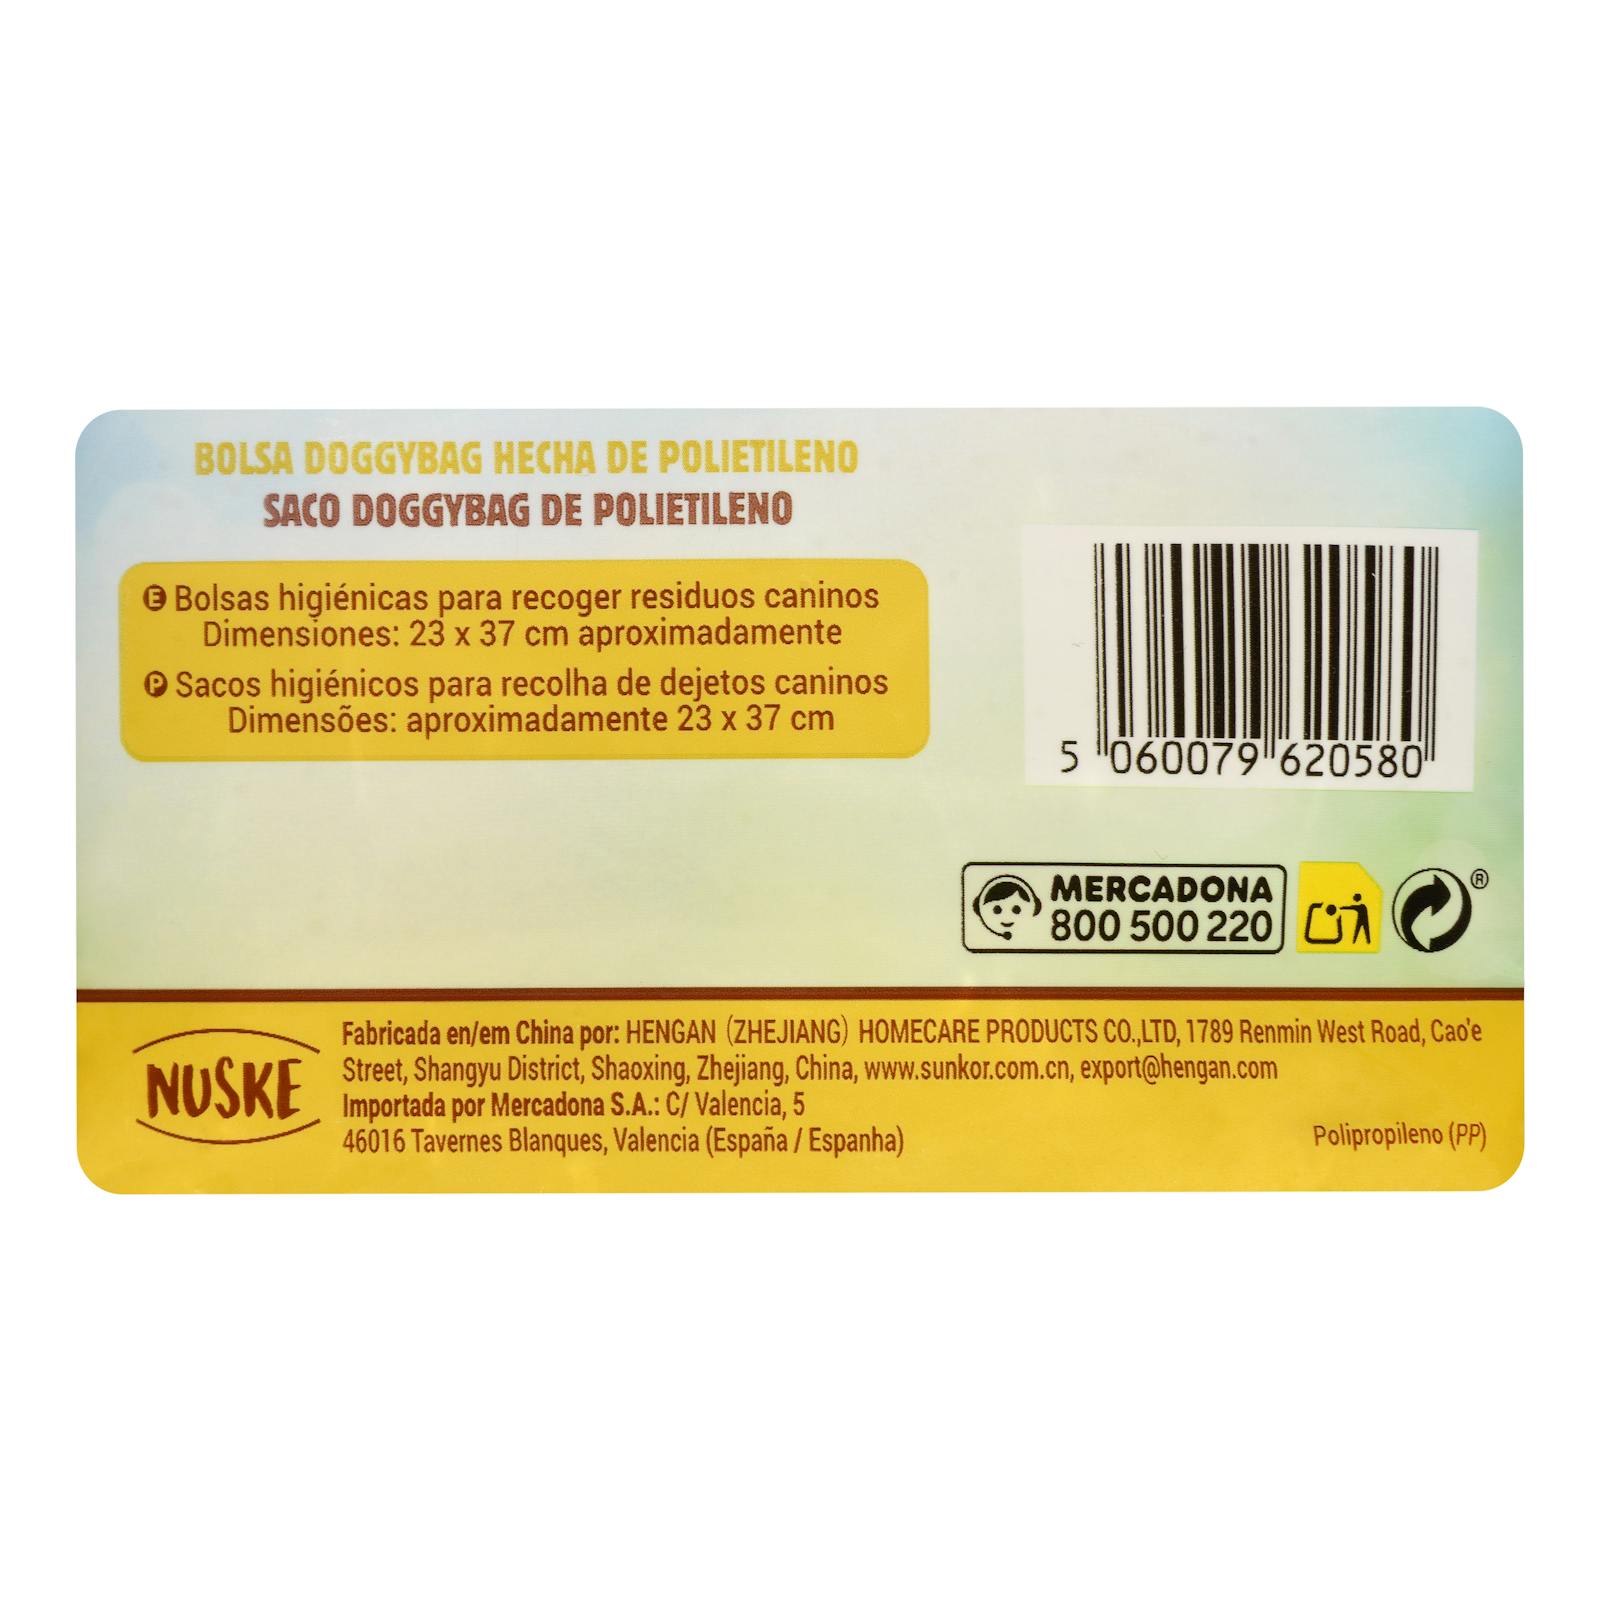 BOLSA DOGGYBAG HECHA DE POLIETILENO
SACO DOGGYBAG DE POLIETILENO
E Bolsas higiénicas para recoger residuos caninos
Dimensiones: 23 x 37 cm aproximadamente
P Sacos higiénicos para recolha de dejetos caninos
Dimensões: aproximadamente 23 x 37 cm
5 060079 620580
MERCADONA
800 500 220
®
NUSKE
Fabricada en/em China por: HENGAN (ZHEJIANG) HOMECARE PRODUCTS CO.,LTD, 1789 Renmin West Road, Cao'e
Street, Shangyu District, Shaoxing, Zhejiang, China, www.sunkor.com.cn, export@hengan.com
Importada por Mercadona S.A.: C/ Valencia, 5
46016 Tavernes Blanques, Valencia (España / Espanha)
Polipropileno (PP)